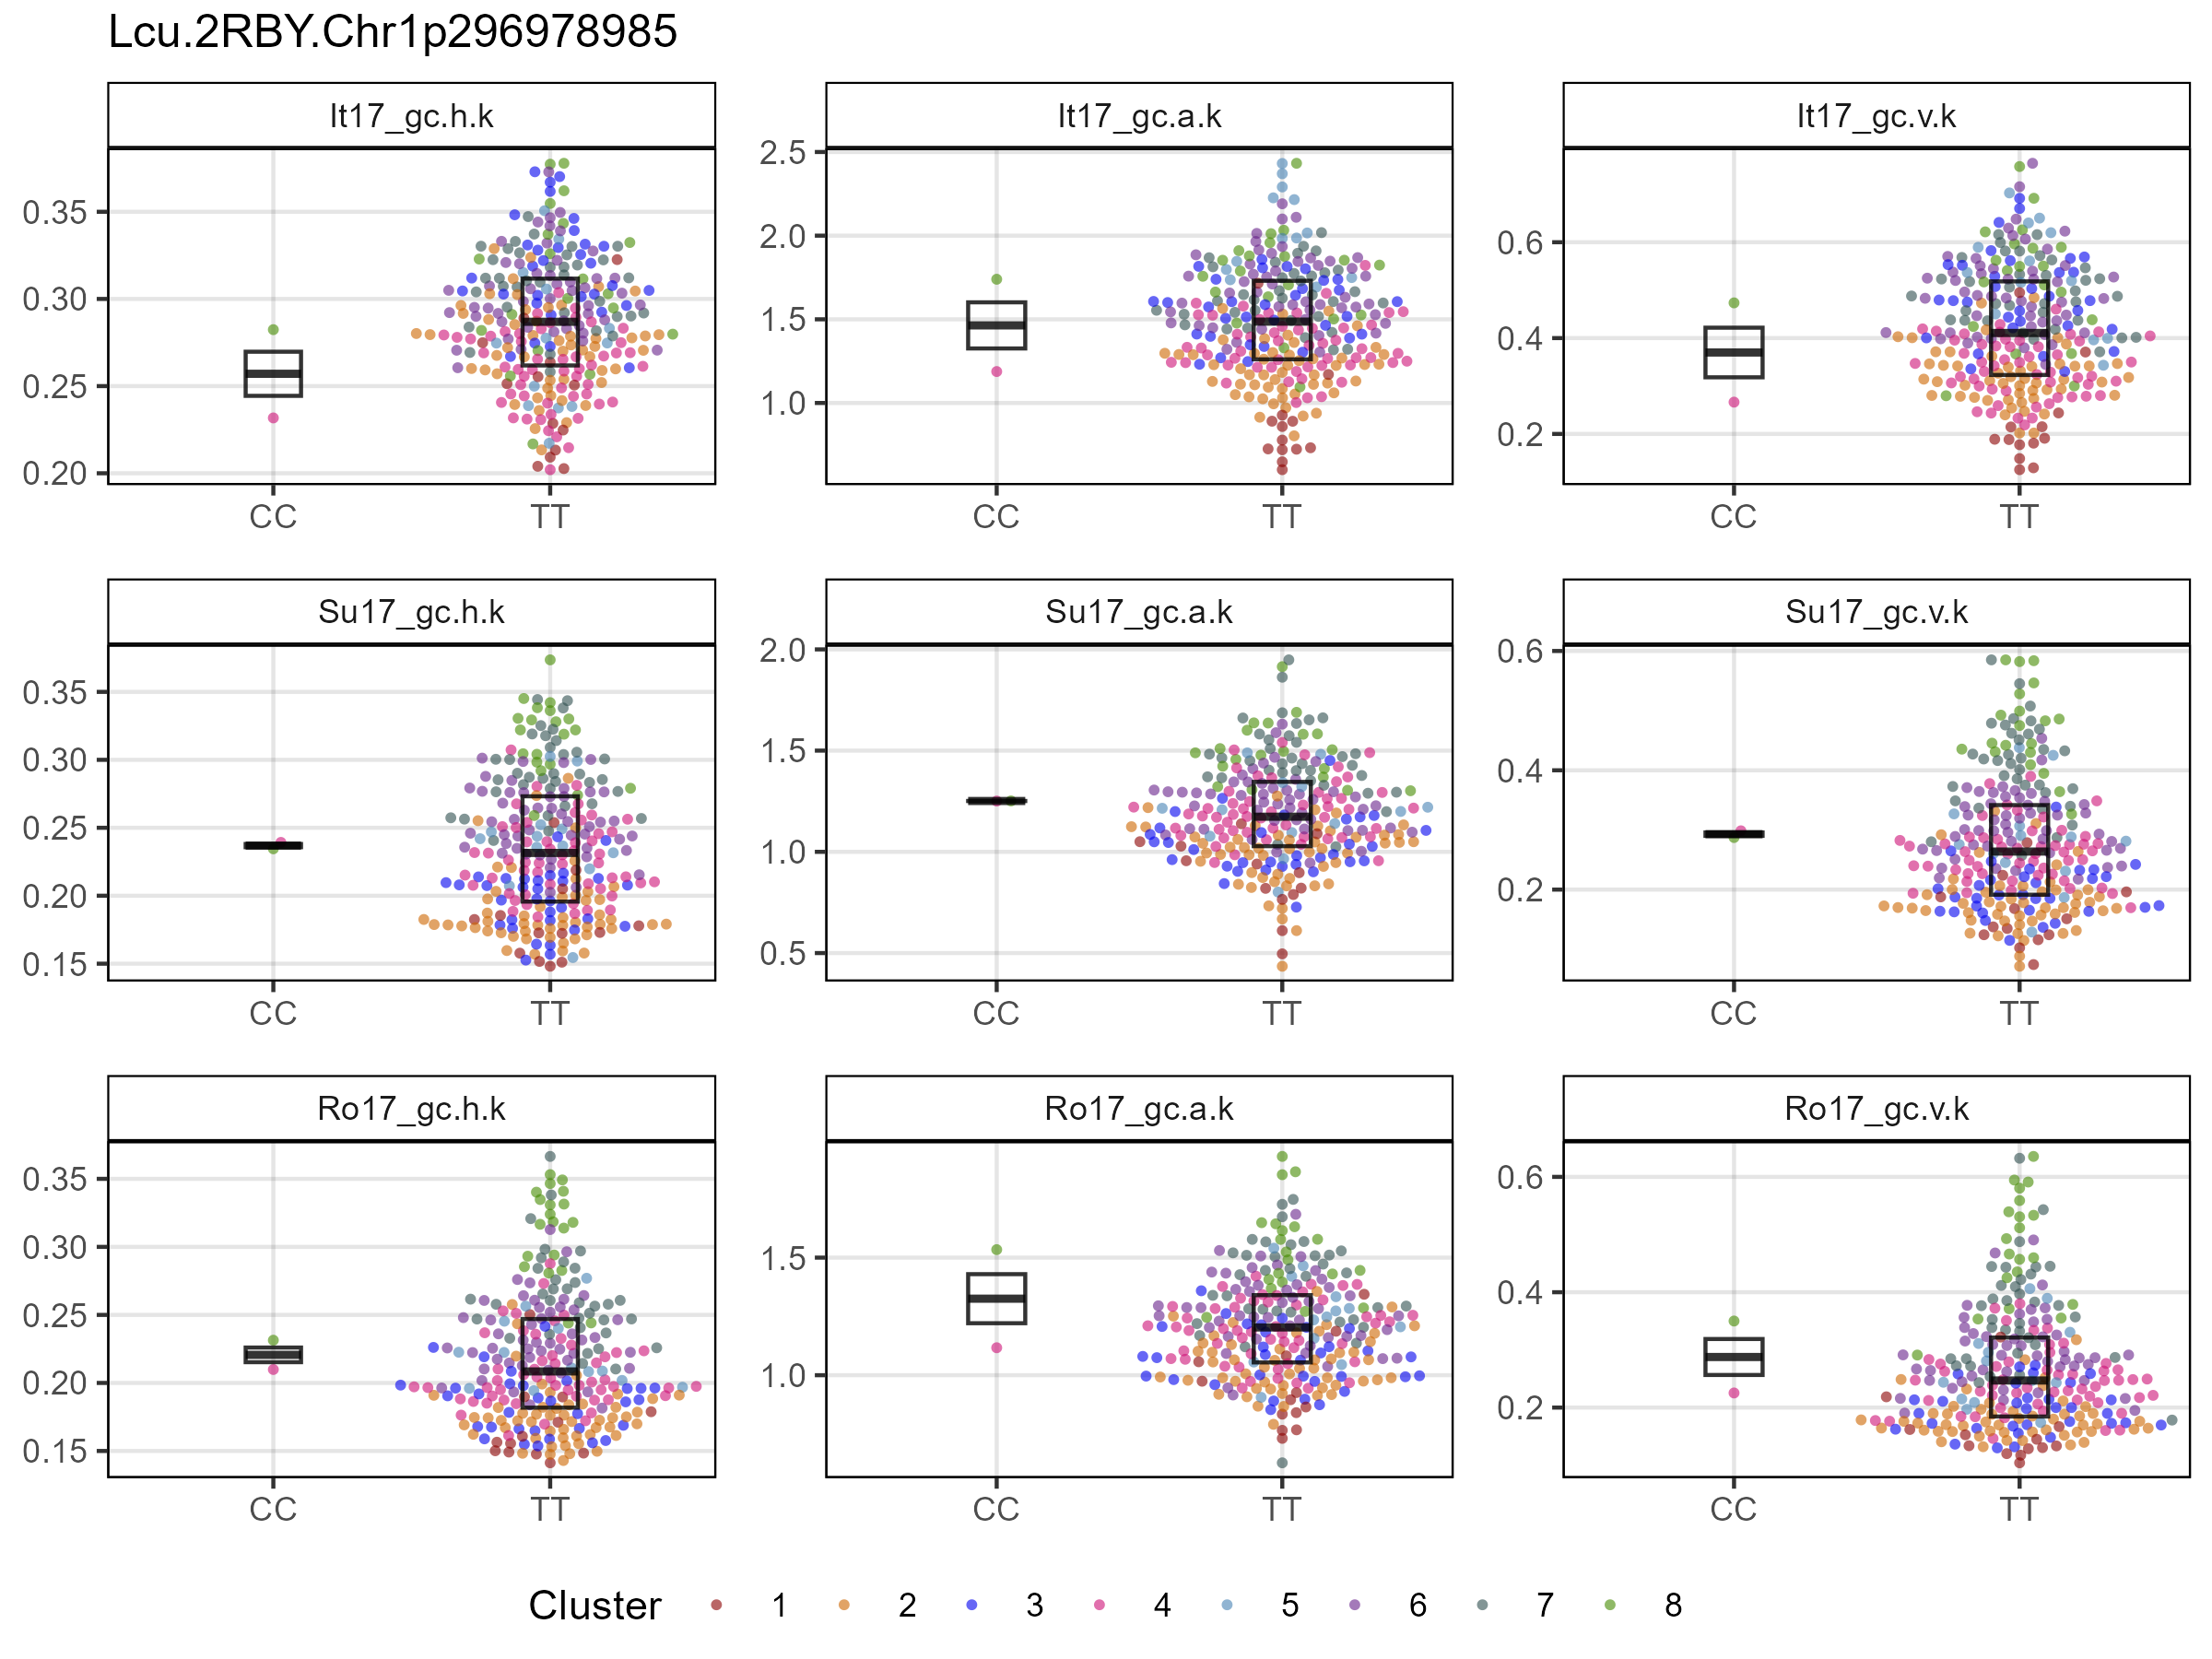 Lcu.2RBY.Chr1p296978985
It17_gc.h.k
It17_gc.a.k
It17_gc.v.k
0.35
0.30
0.25
0.20
2.5
2.0
1.5
1.0
0.6
0.4
0.2
CC
TT
CC
TT
CC
TT
Su17_gc.h.k
Su17_gc.a.k
Su17_gc.v.k
0.35
0.30
0.25
0.20
0.15
2.0
1.5
1.0
0.5
0.6
0.4
0.2
CC
TT
CC
TT
CC
TT
Ro17_gc.h.k
Ro17_gc.a.k
Ro17_gc.v.k
0.35
0.30
0.25
0.20
0.15
1.5
1.0
0.6
0.4
0.2
CC
TT
CC
TT
CC
TT
Cluster 1 2 3 4 5 6 7 8